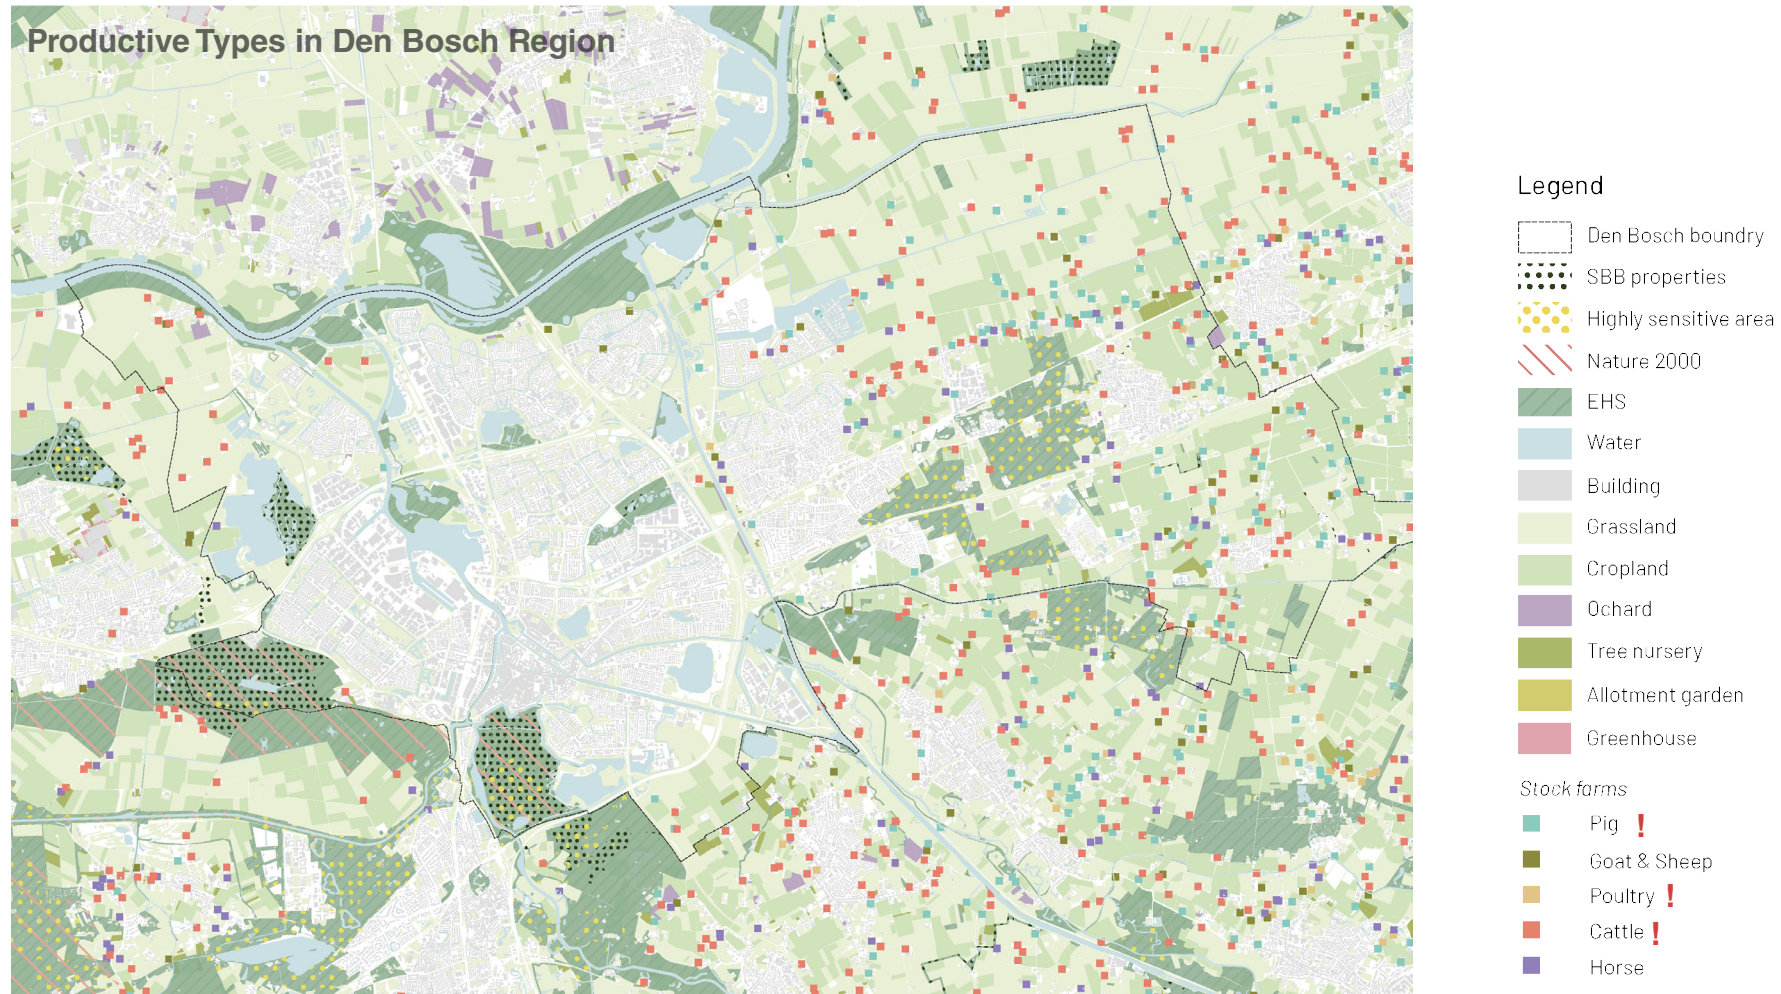 Productive Types in Den Bosch Region
Legend
Den Bosch boundry
SBB properties
Highly sensitive area
Nature 2000
EHS
Water
Building
Grassland
Cropland
Ochard
Tree nursery
Allotment garden
Greenhouse
Stock farms
Pig !
Goat & Sheep
Poultry !
Cattle !
Horse